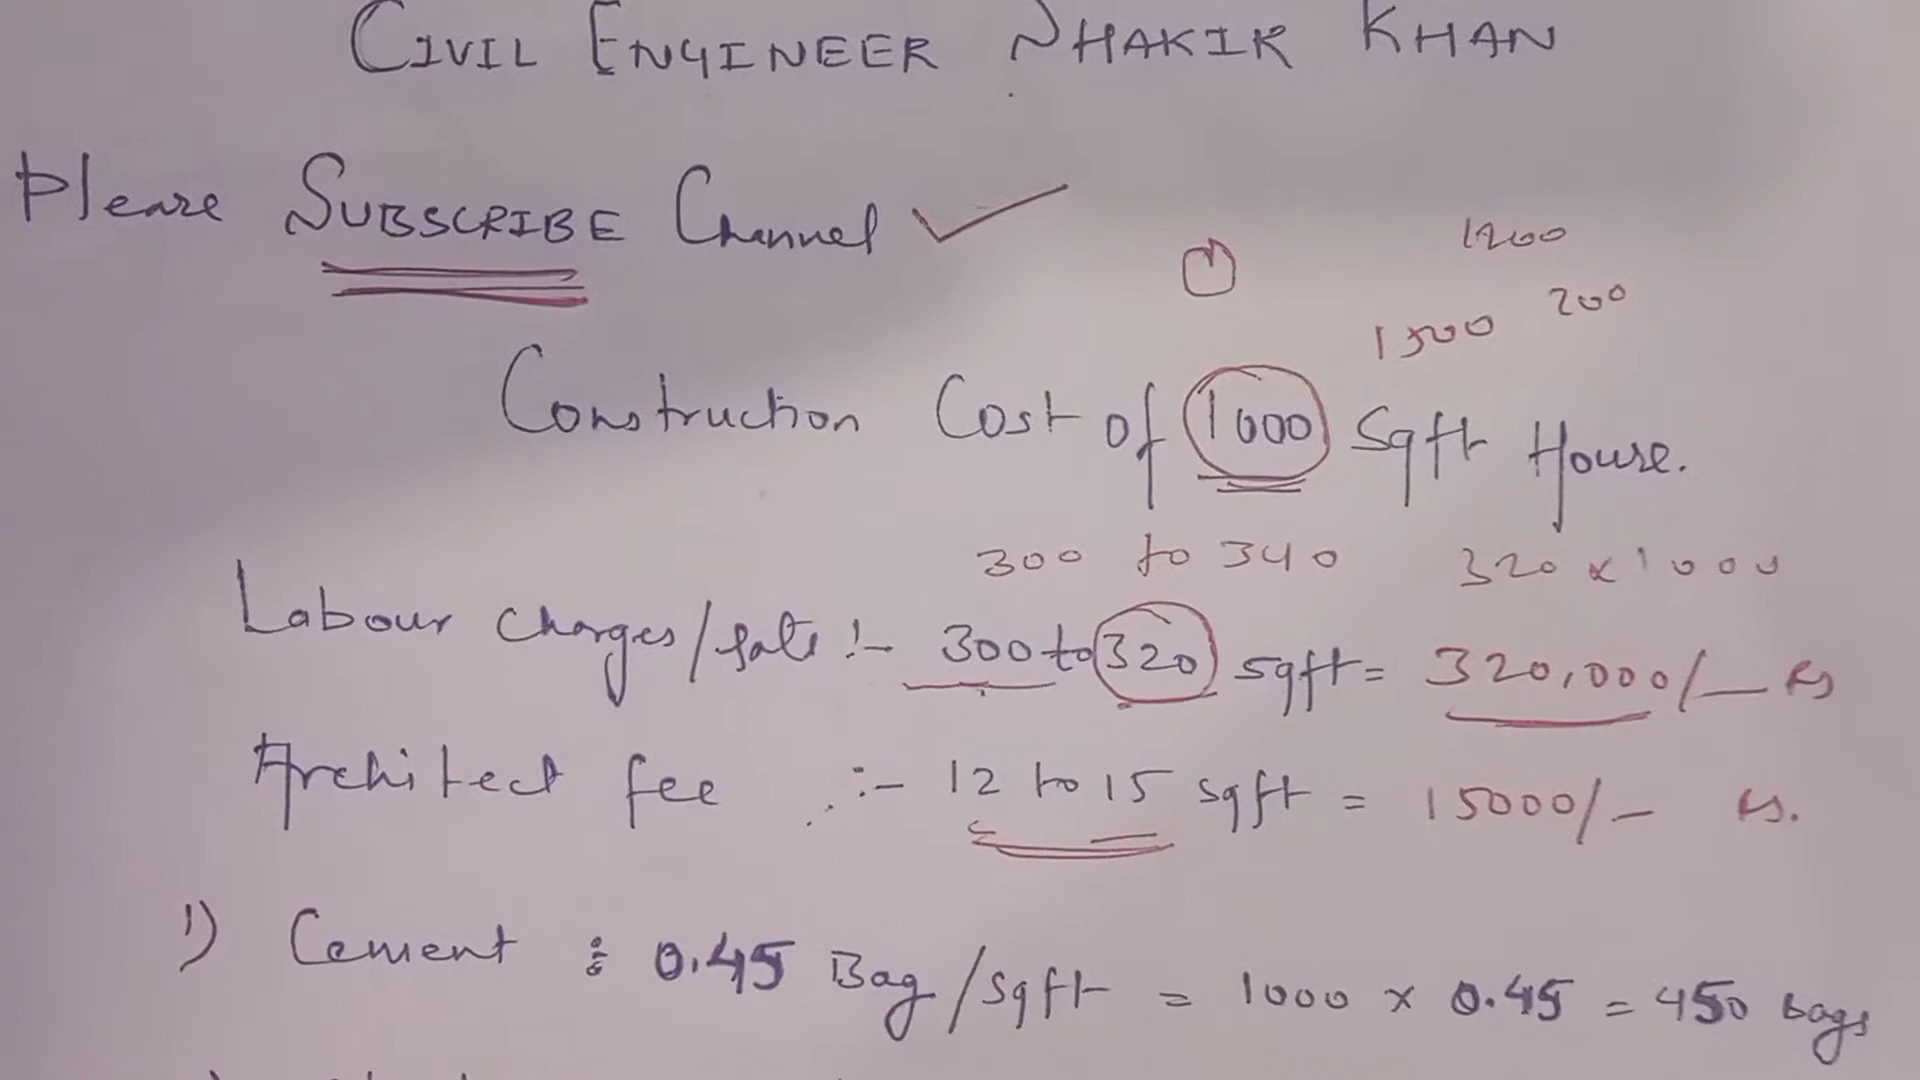 CIVIL ENGINEER SHAKIR KHAN
Please SUBSCRIBE Channel
1200
1500 200
Construction Cost of 1000 Sqft House.
300 to 340 320 x 1000
Labour charges/rate :- 300 to 320 sqft = 320,000/- Rs
Architect fee :- 12 to 15 sqft = 15000/- Rs.
1) Cement : 0.45 Bag/sqft = 1000 x 0.45 = 450 bags